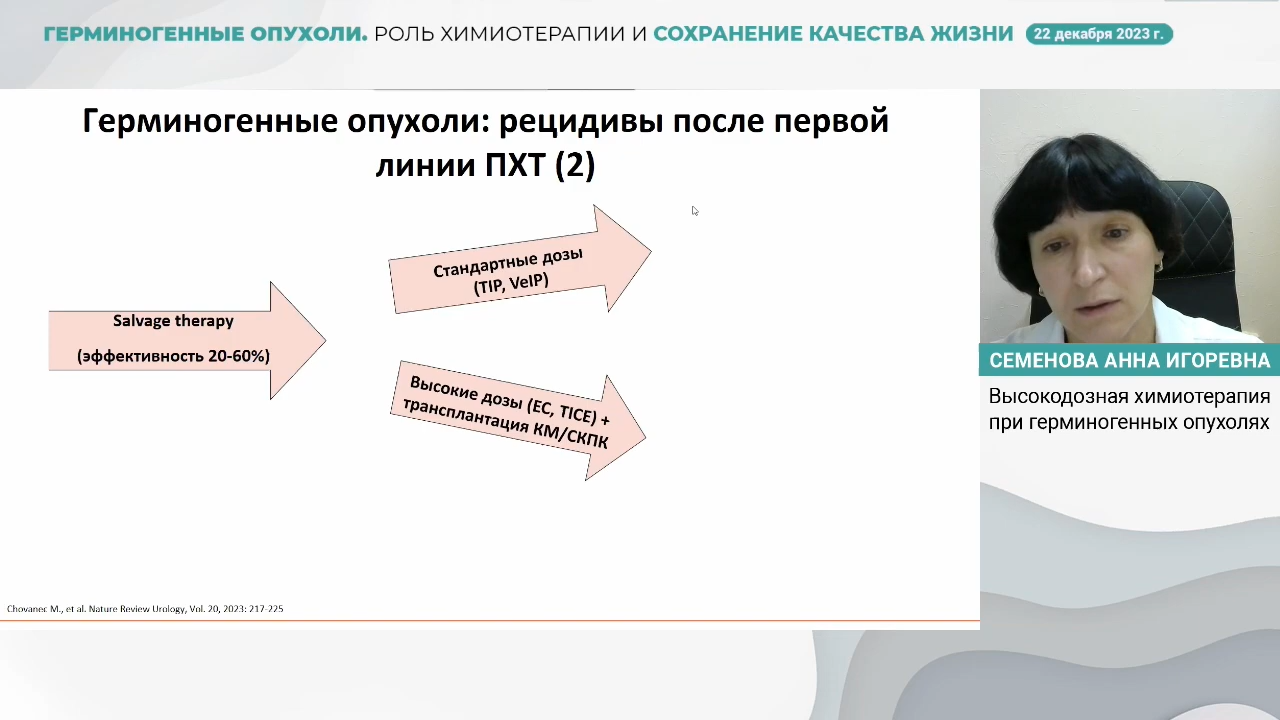 ГЕРМИНОГЕННЫЕ ОПУХОЛИ. РОЛЬ ХИМИОТЕРАПИИ И СОХРАНЕНИЕ КАЧЕСТВА ЖИЗНИ 22 декабря 2023 г.
Герминогенные опухоли: рецидивы после первой
линии ПХТ (2)
Стандартные дозы
(TIP, VeIP)
Salvage therapy
(эффективность 20-60%)
Высокие дозы (ЕС, TICE) +
трансплантация КМ/СКПК
Chovanec M., et al. Nature Review Urology, Vol. 20, 2023: 217-225
СЕМЕНОВА АННА ИГОРЕВНА
Высокодозная химиотерапия
при герминогенных опухолях